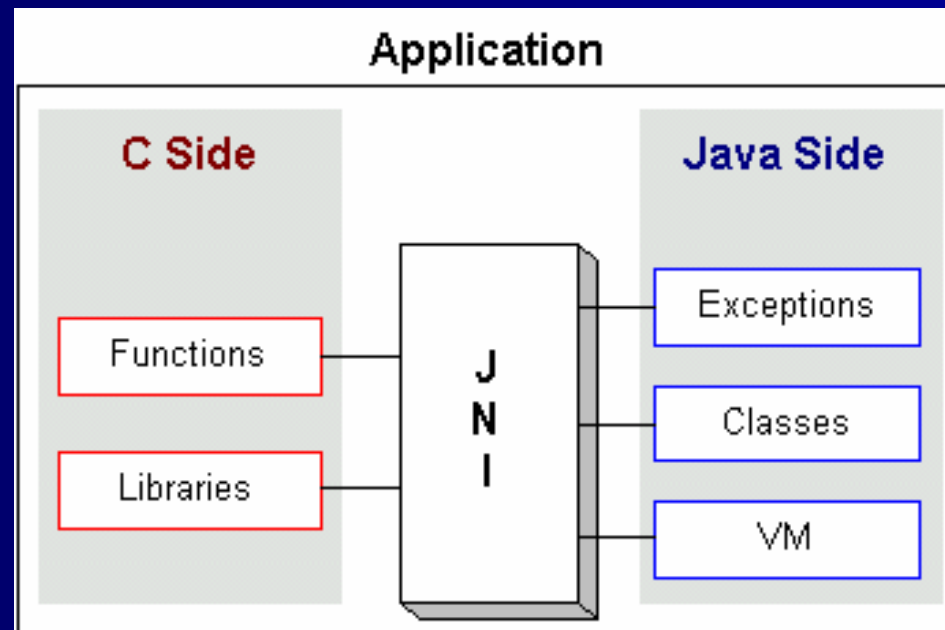 Application
C Side
Functions
Libraries
J
N
I
Java Side
Exceptions
Classes
VM